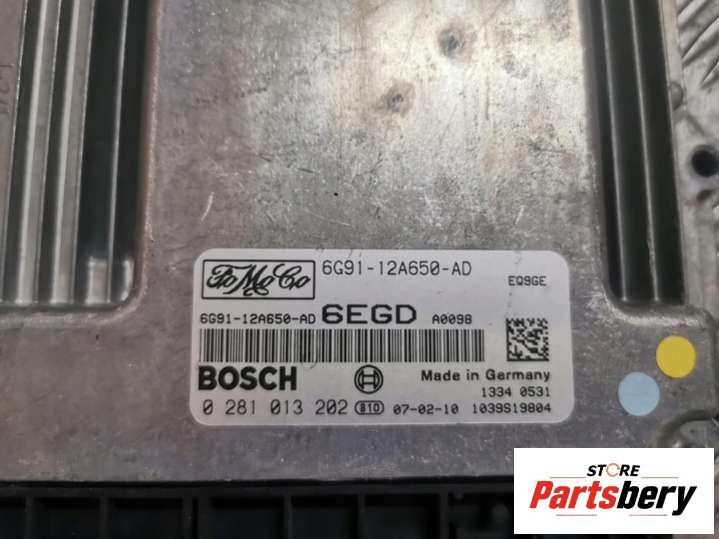 FoMoCo 6G91-12A650-AD EQ9GE
6G91-12A650-AD 6EGD A0098
BOSCH Made in Germany
1334 0531
0 281 013 202 B10 07-02-10 1039S19804
STORE
Partsbery